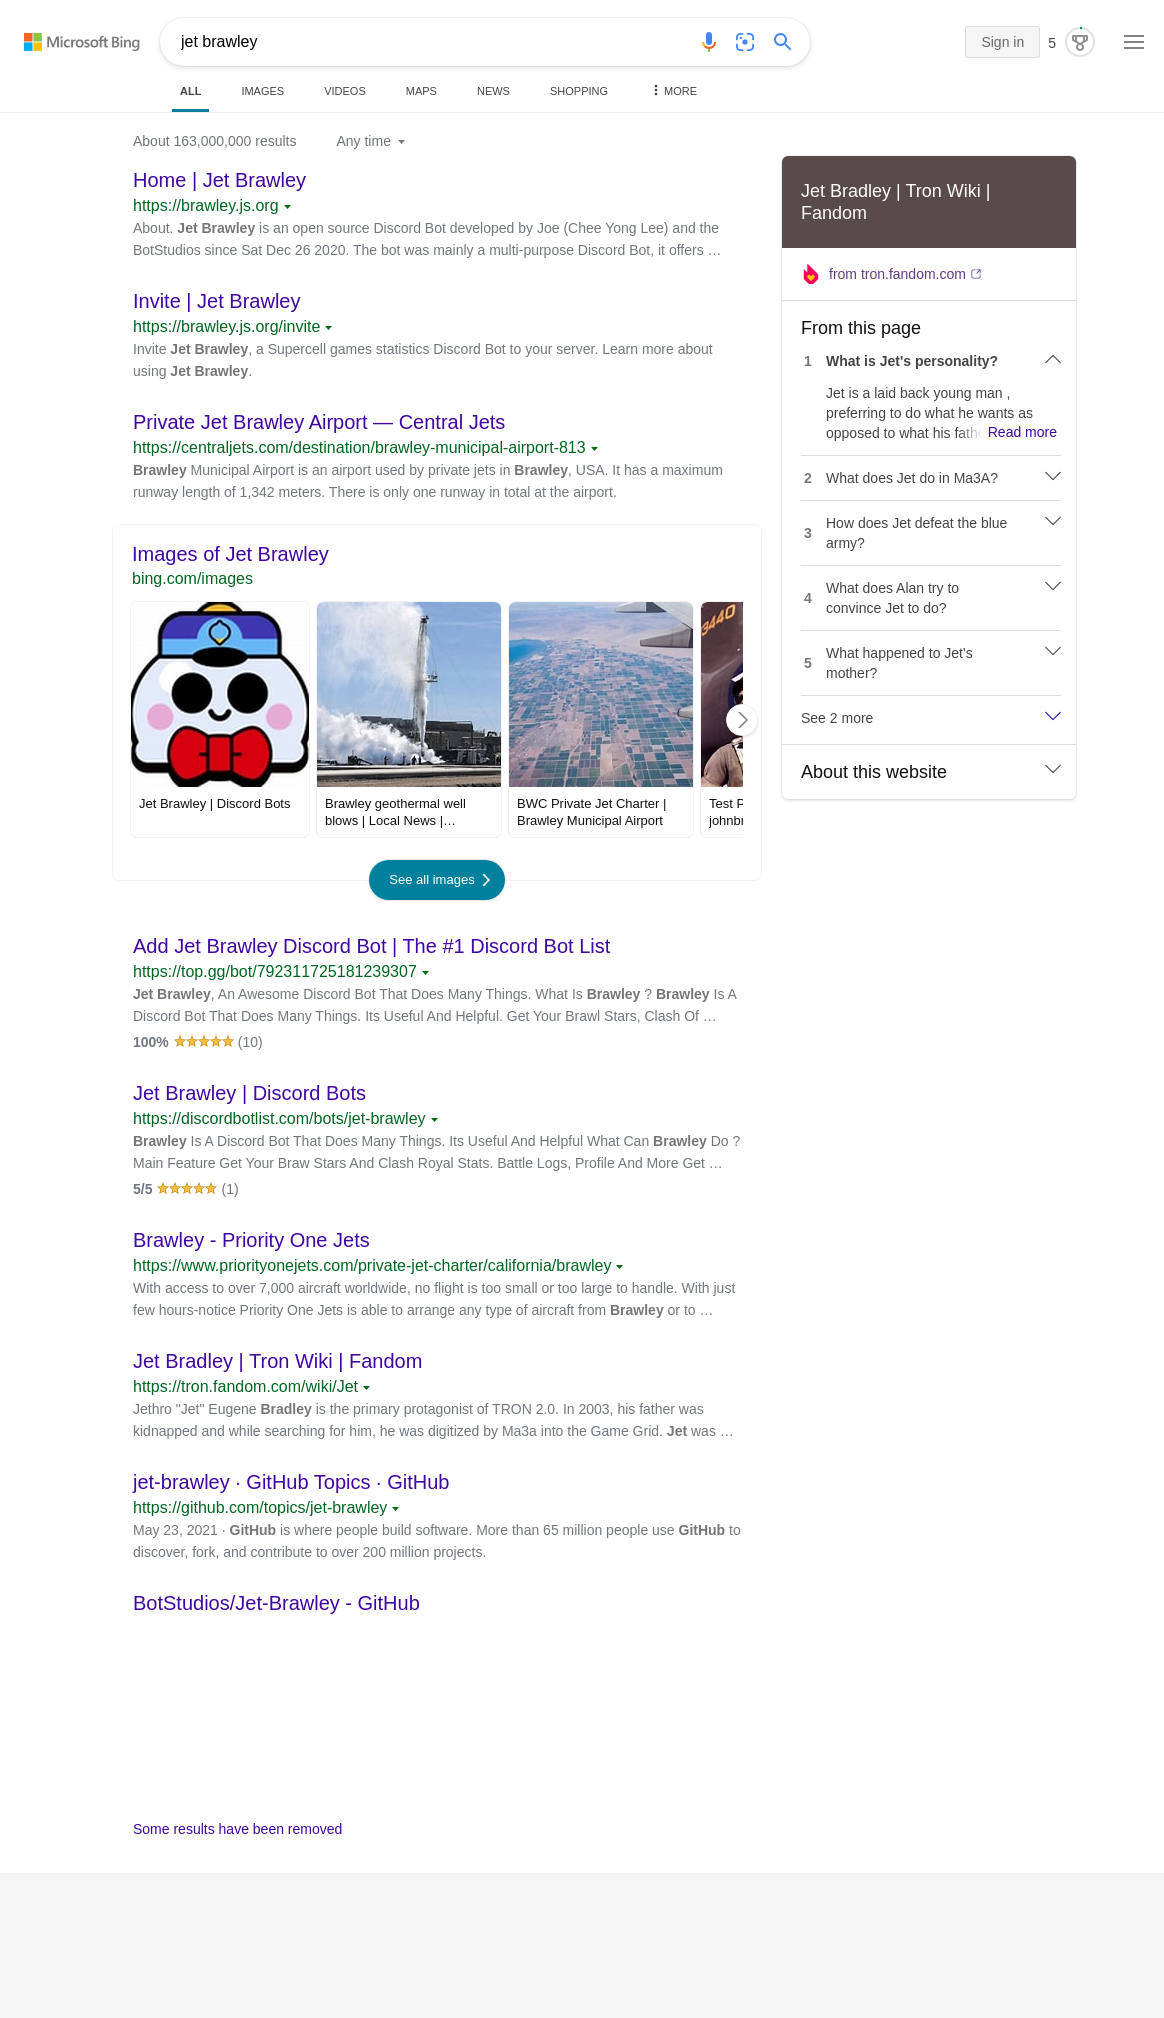 Microsoft Bing
jet brawley
Sign in
5
ALL
IMAGES
VIDEOS
MAPS
NEWS
SHOPPING
MORE
About 163,000,000 results
Any time
Home | Jet Brawley
https://brawley.js.org
About. Jet Brawley is an open source Discord Bot developed by Joe (Chee Yong Lee) and the
BotStudios since Sat Dec 26 2020. The bot was mainly a multi-purpose Discord Bot, it offers …
Invite | Jet Brawley
https://brawley.js.org/invite
Invite Jet Brawley, a Supercell games statistics Discord Bot to your server. Learn more about
using Jet Brawley.
Private Jet Brawley Airport — Central Jets
https://centraljets.com/destination/brawley-municipal-airport-813
Brawley Municipal Airport is an airport used by private jets in Brawley, USA. It has a maximum
runway length of 1,342 meters. There is only one runway in total at the airport.
Images of Jet Brawley
bing.com/images
3440
Jet Brawley | Discord Bots
Brawley geothermal well
blows | Local News |…
BWC Private Jet Charter |
Brawley Municipal Airport
Test P
johnbr
See all images
Add Jet Brawley Discord Bot | The #1 Discord Bot List
https://top.gg/bot/792311725181239307
Jet Brawley, An Awesome Discord Bot That Does Many Things. What Is Brawley ? Brawley Is A
Discord Bot That Does Many Things. Its Useful And Helpful. Get Your Brawl Stars, Clash Of …
100% (10)
Jet Brawley | Discord Bots
https://discordbotlist.com/bots/jet-brawley
Brawley Is A Discord Bot That Does Many Things. Its Useful And Helpful What Can Brawley Do ?
Main Feature Get Your Braw Stars And Clash Royal Stats. Battle Logs, Profile And More Get …
5/5 (1)
Brawley - Priority One Jets
https://www.priorityonejets.com/private-jet-charter/california/brawley
With access to over 7,000 aircraft worldwide, no flight is too small or too large to handle. With just
few hours-notice Priority One Jets is able to arrange any type of aircraft from Brawley or to …
Jet Bradley | Tron Wiki | Fandom
https://tron.fandom.com/wiki/Jet
Jethro "Jet" Eugene Bradley is the primary protagonist of TRON 2.0. In 2003, his father was
kidnapped and while searching for him, he was digitized by Ma3a into the Game Grid. Jet was …
jet-brawley · GitHub Topics · GitHub
https://github.com/topics/jet-brawley
May 23, 2021 · GitHub is where people build software. More than 65 million people use GitHub to
discover, fork, and contribute to over 200 million projects.
BotStudios/Jet-Brawley - GitHub
Some results have been removed
Jet Bradley | Tron Wiki |
Fandom
from tron.fandom.com
From this page
1 What is Jet's personality?
Jet is a laid back young man ,
preferring to do what he wants as
opposed to what his fathe Read more
2 What does Jet do in Ma3A?
3 How does Jet defeat the blue
army?
4 What does Alan try to
convince Jet to do?
5 What happened to Jet's
mother?
See 2 more
About this website